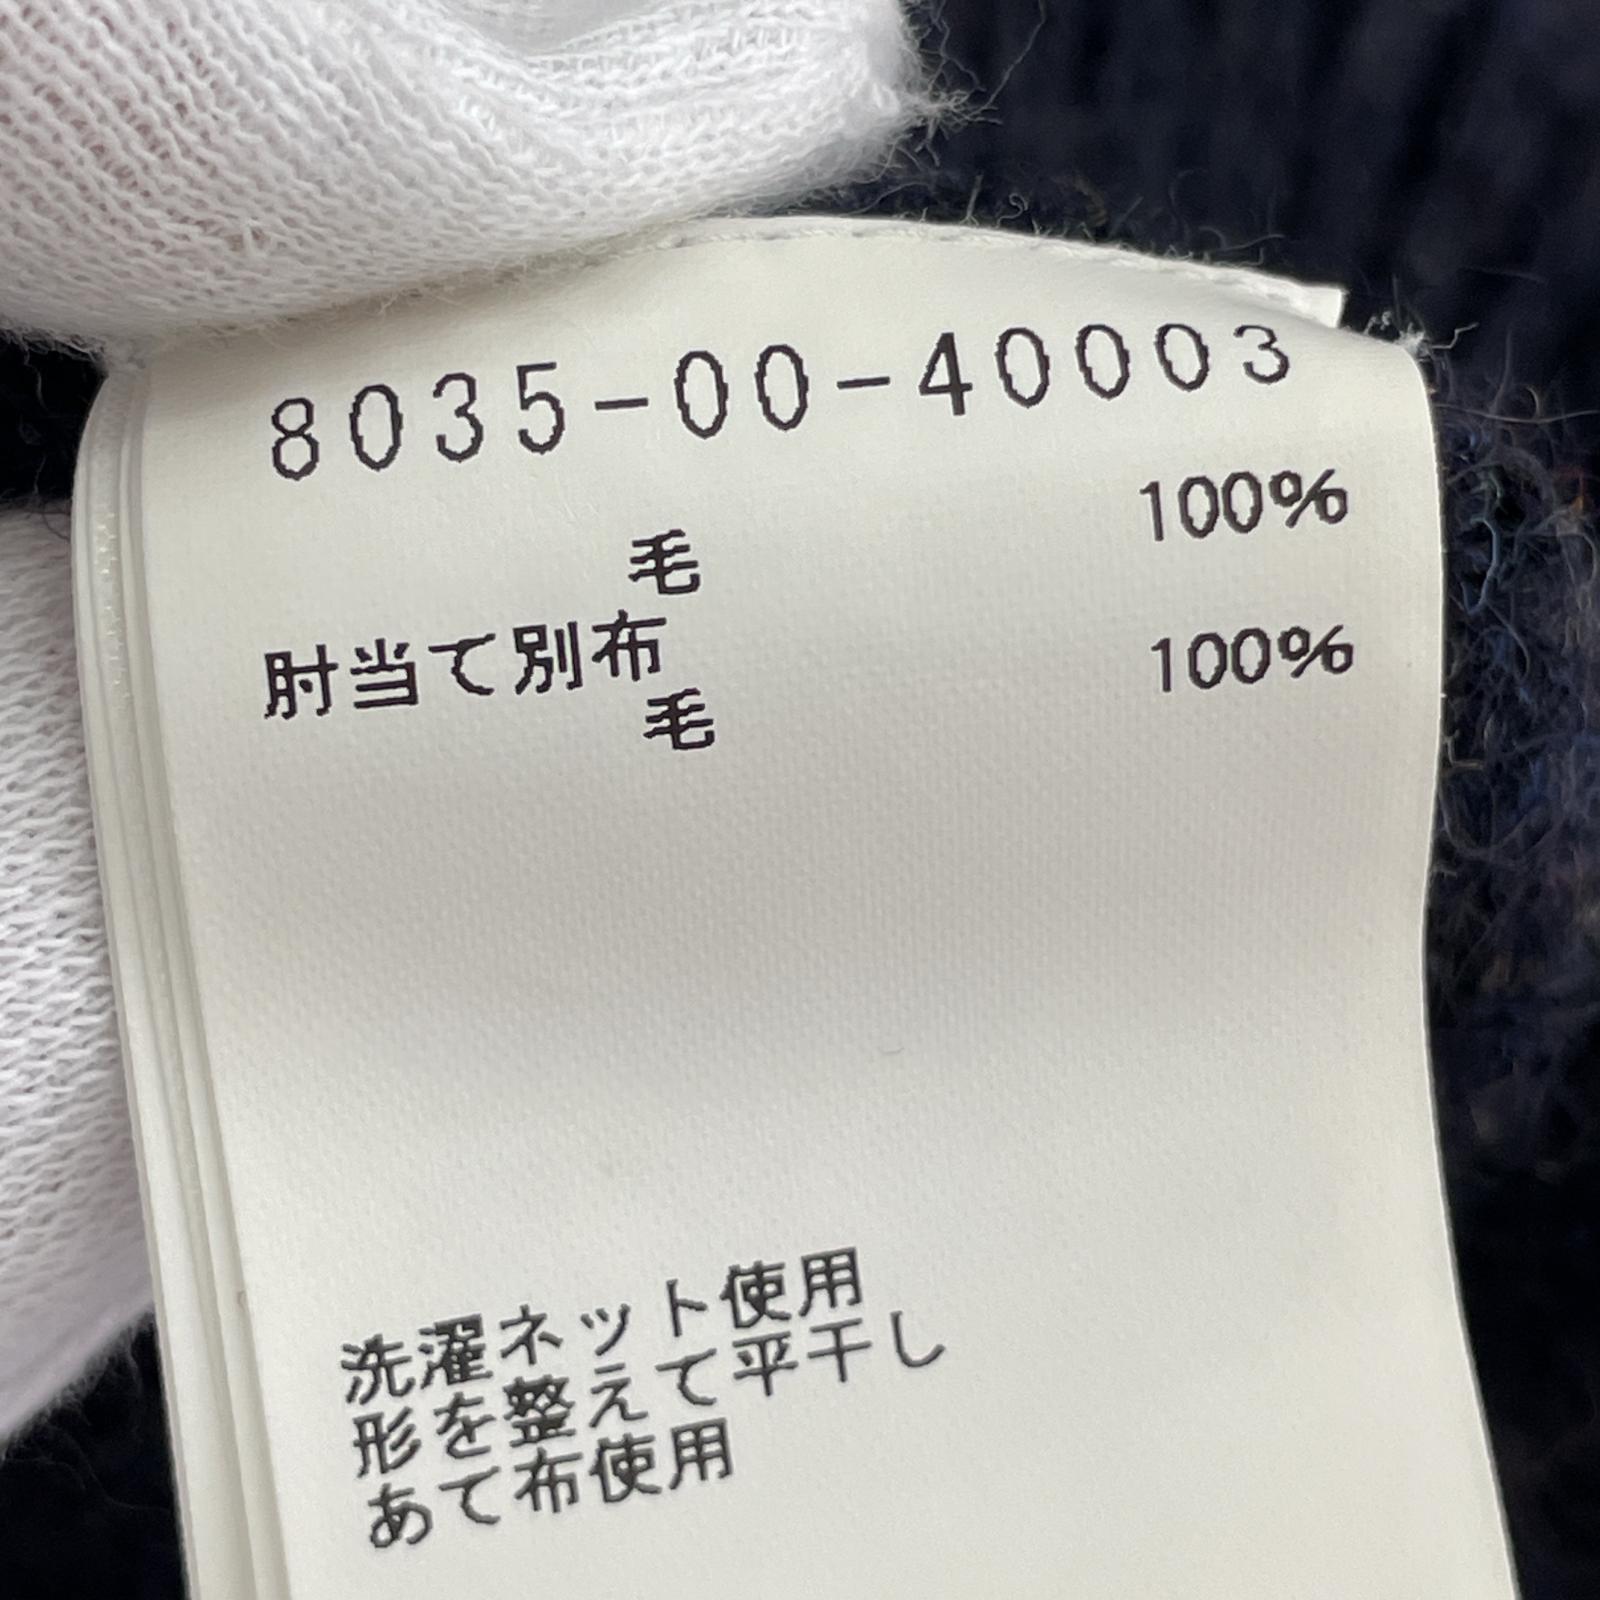 8035-00-40003
毛 100%
肘当て別布
毛 100%
洗濯ネット使用
形を整えて平干し
あて布使用